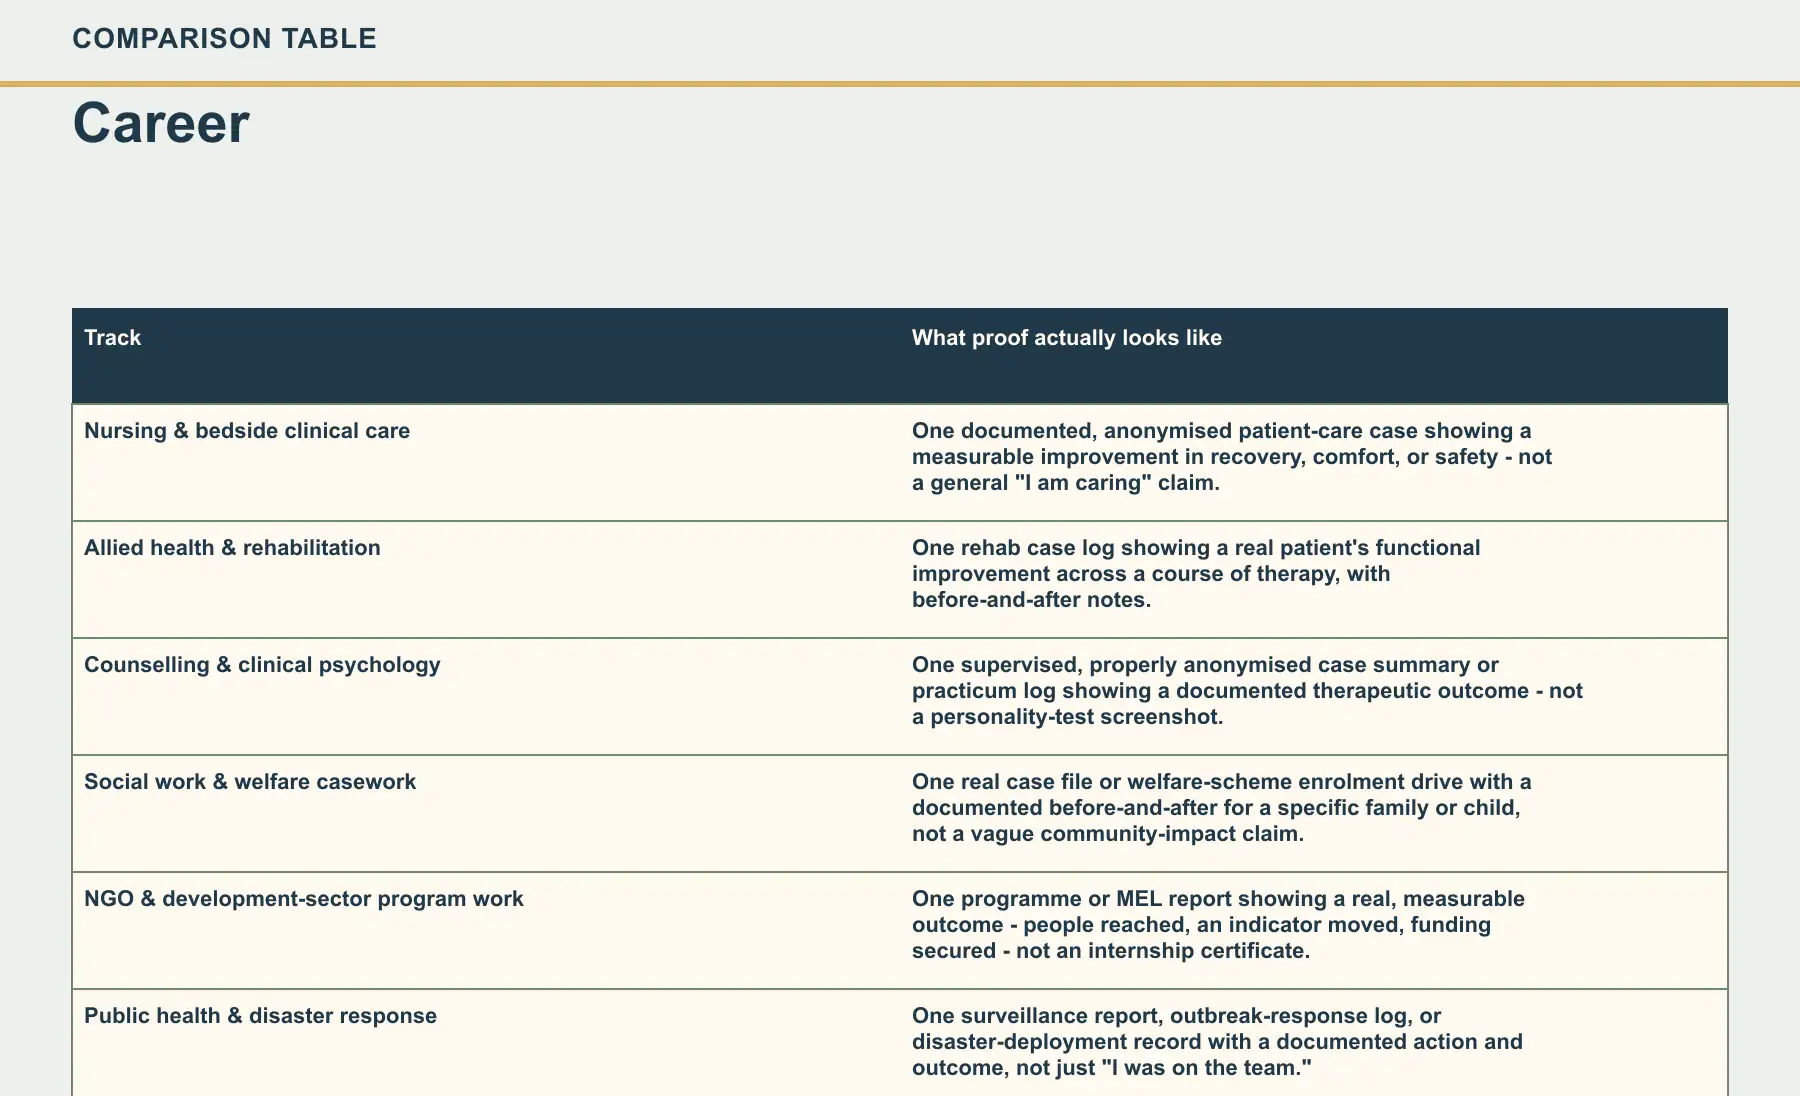 COMPARISON TABLE
Career
Track
What proof actually looks like
Nursing & bedside clinical care
One documented, anonymised patient-care case showing a
measurable improvement in recovery, comfort, or safety - not
a general "I am caring" claim.
Allied health & rehabilitation
One rehab case log showing a real patient's functional
improvement across a course of therapy, with
before-and-after notes.
Counselling & clinical psychology
One supervised, properly anonymised case summary or
practicum log showing a documented therapeutic outcome - not
a personality-test screenshot.
Social work & welfare casework
One real case file or welfare-scheme enrolment drive with a
documented before-and-after for a specific family or child,
not a vague community-impact claim.
NGO & development-sector program work
One programme or MEL report showing a real, measurable
outcome - people reached, an indicator moved, funding
secured - not an internship certificate.
Public health & disaster response
One surveillance report, outbreak-response log, or
disaster-deployment record with a documented action and
outcome, not just "I was on the team."